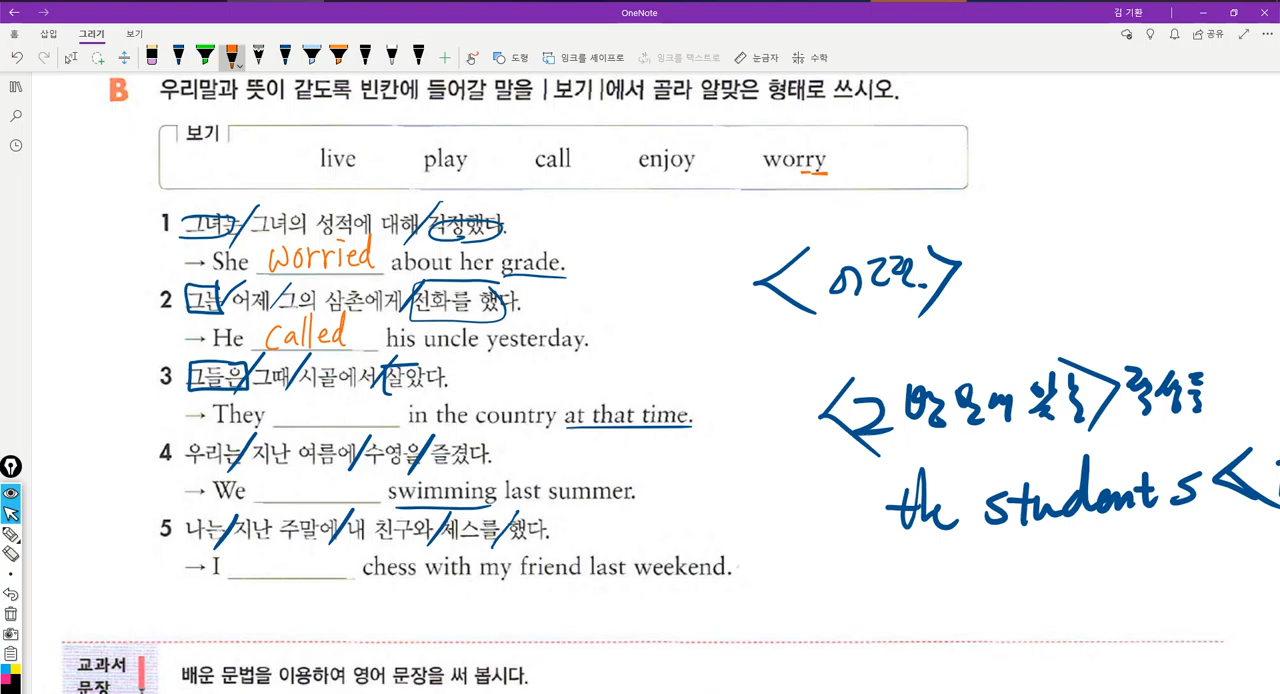 OneNote
김 기환
홈 삽입 그리기 보기
공유
도형 잉크를 셰이프로 잉크를 텍스트로 눈금자 수학
B 우리말과 뜻이 같도록 빈칸에 들어갈 말을 |보기|에서 골라 알맞은 형태로 쓰시오.
보기
live play call enjoy worry
1 그녀는 그녀의 성적에 대해 걱정했다.
→ She worried about her grade.
2 그는 어제 그의 삼촌에게 전화를 했다.
→ He called his uncle yesterday.
3 그들은 그때 시골에서 살았다.
→ They ________ in the country at that time.
4 우리는 지난 여름에 수영을 즐겼다.
→ We ________ swimming last summer.
5 나는 지난 주말에 내 친구와 체스를 했다.
→ I ________ chess with my friend last weekend.
the students
교과서
문장
배운 문법을 이용하여 영어 문장을 써 봅시다.